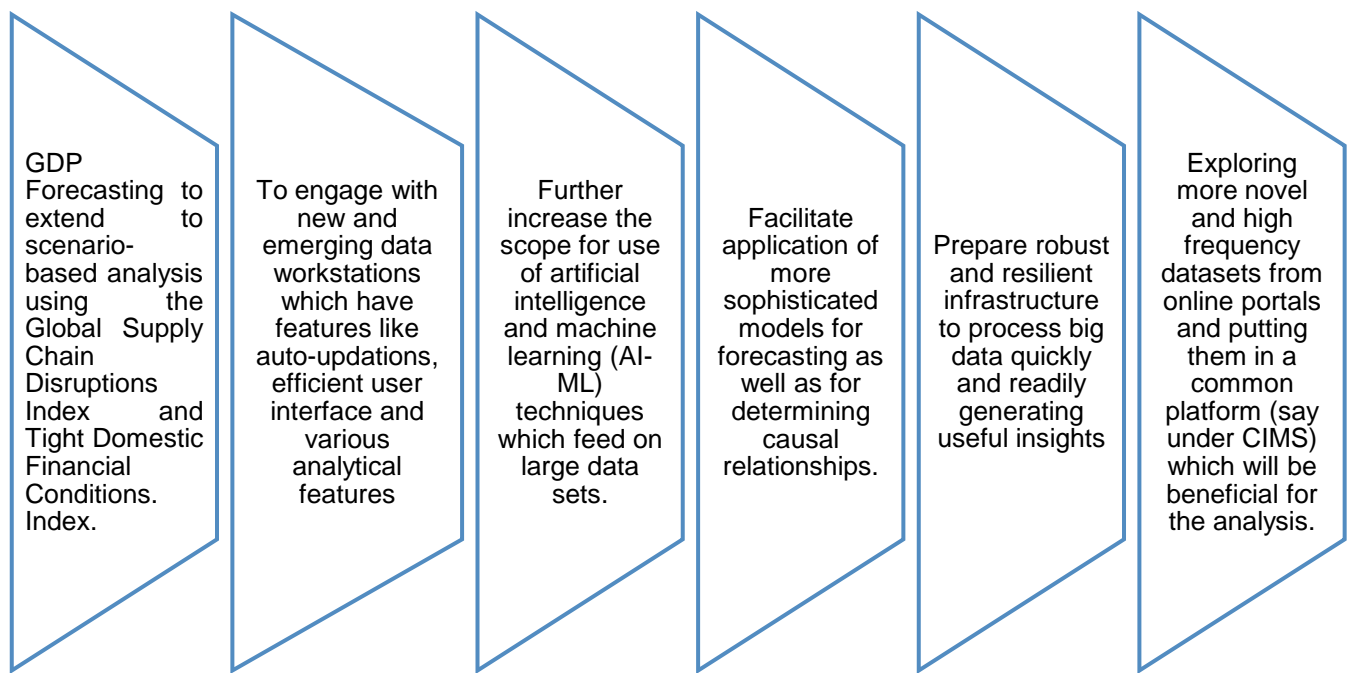 GDP
Forecasting to
extend to
scenario-
based analysis
using the
Global Supply
Chain
Disruptions
Index and
Tight Domestic
Financial
Conditions.
Index.
To engage with
new and
emerging data
workstations
which have
features like
auto-updations,
efficient user
interface and
various
analytical
features
Further
increase the
scope for use
of artificial
intelligence
and machine
learning (AI-
ML)
techniques
which feed on
large data
sets.
Facilitate
application of
more
sophisticated
models for
forecasting as
well as for
determining
causal
relationships.
Prepare robust
and resilient
infrastructure
to process big
data quickly
and readily
generating
useful insights
Exploring
more novel
and high
frequency
datasets from
online portals
and putting
them in a
common
platform (say
under CIMS)
which will be
beneficial for
the analysis.